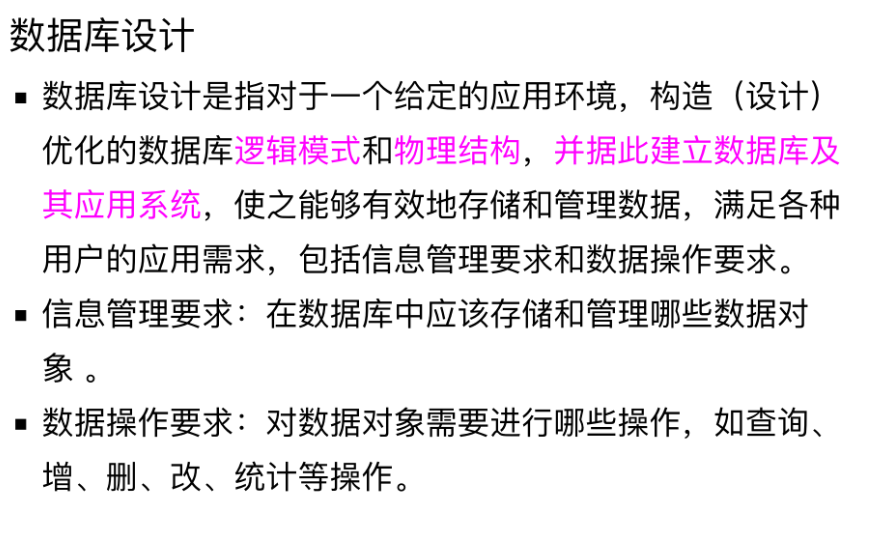 数据库设计
▪ 数据库设计是指对于一个给定的应用环境，构造（设计）
优化的数据库逻辑模式和物理结构，并据此建立数据库及
其应用系统，使之能够有效地存储和管理数据，满足各种
用户的应用需求，包括信息管理要求和数据操作要求。
▪ 信息管理要求：在数据库中应该存储和管理哪些数据对
象 。
▪ 数据操作要求：对数据对象需要进行哪些操作，如查询、
增、删、改、统计等操作。